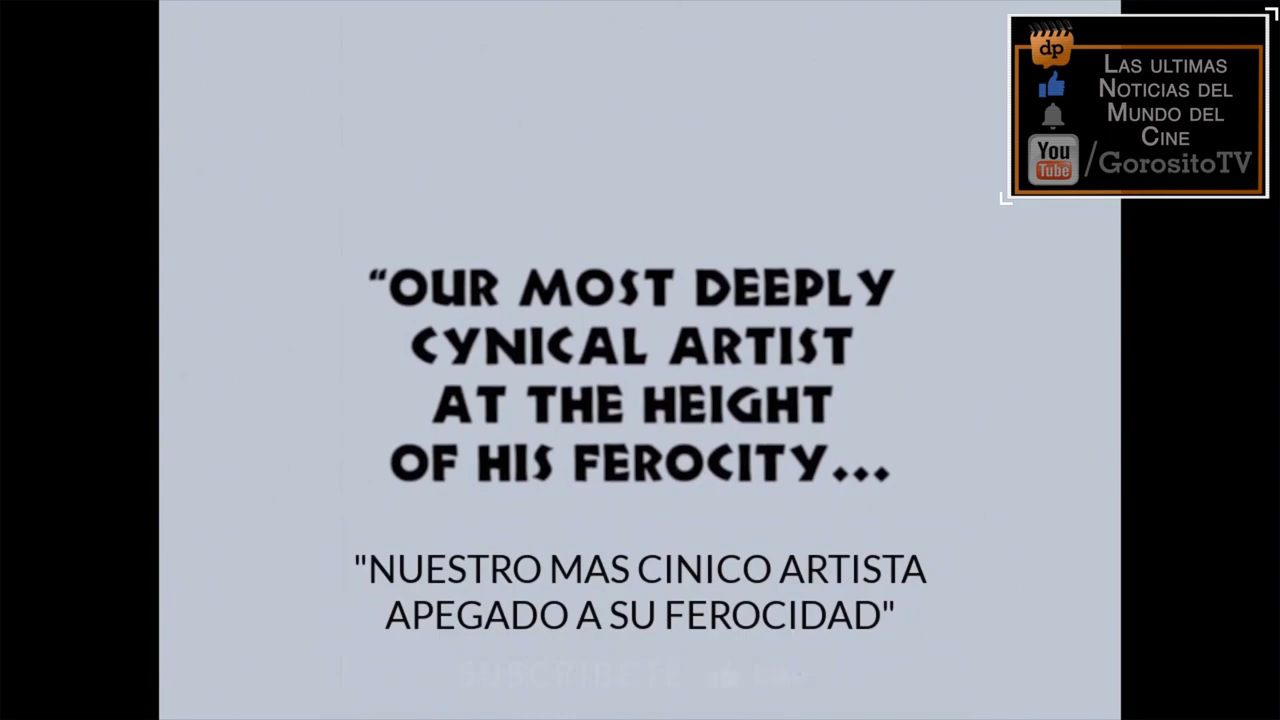 dp
LAS ULTIMAS
NOTICIAS DEL
MUNDO DEL
CINE
You
Tube
/GorositoTV
“OUR MOST DEEPLY
CYNICAL ARTIST
AT THE HEIGHT
OF HIS FEROCITY...
"NUESTRO MAS CINICO ARTISTA
APEGADO A SU FEROCIDAD"
SUSCRIBETE